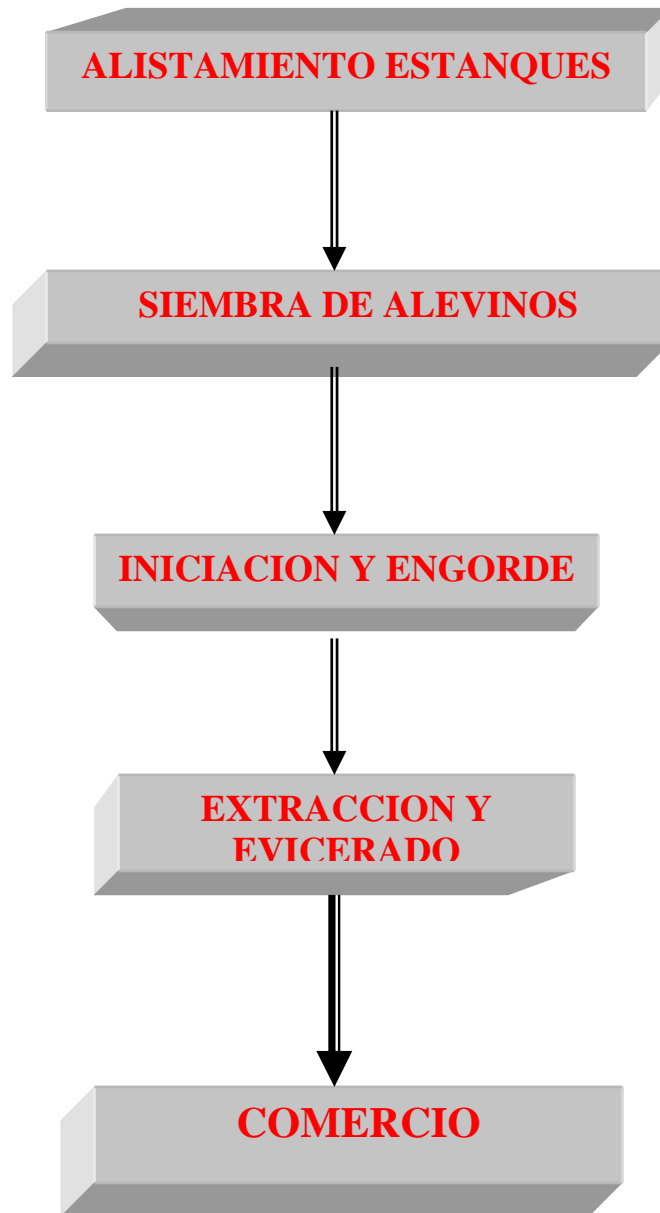 ALISTAMIENTO ESTANQUES
SIEMBRA DE ALEVINOS
INICIACION Y ENGORDE
EXTRACCION Y
EVICERADO
COMERCIO